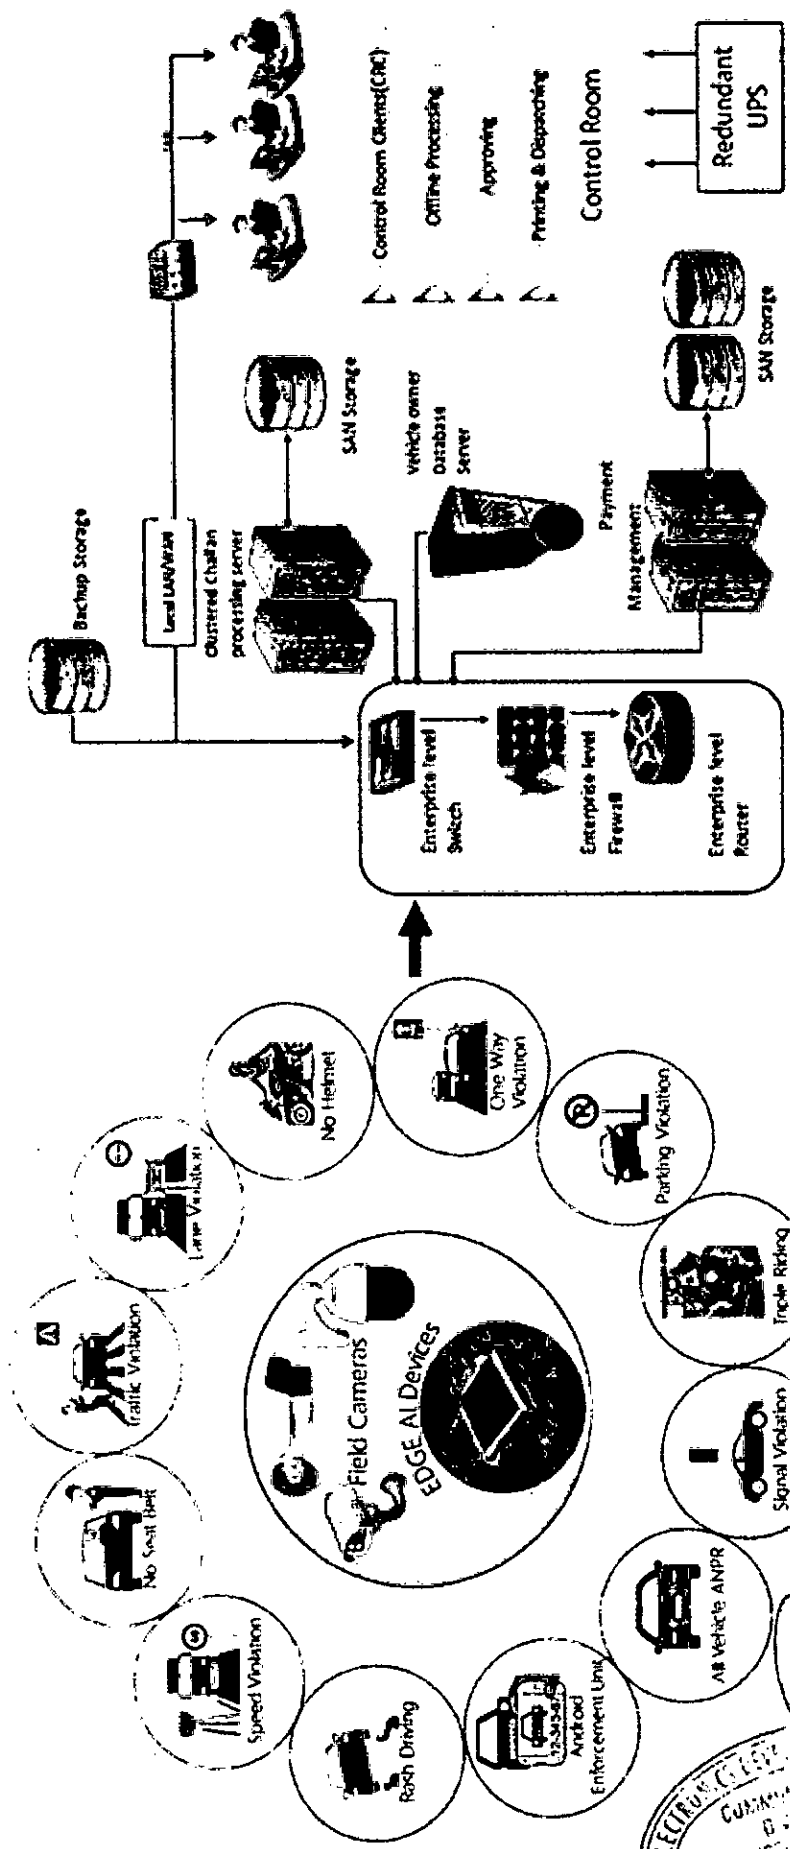 Backup Storage
Local LAN/WAN
clustered Challan
processing server
SAN Storage
Control Room Clients(CRC)
Offline Processing
Approving
Printing & Dispatching
Control Room
Redundant
UPS
Vehicle owner
Database
Server
Payment
Management
SAN Storage
Enterprise level
Switch
Enterprise level
Firewall
Enterprise level
Router
No Helmet
One Way
Violation
Parking Violation
Triple Riding
Signal Violation
All Vehicle ANPR
Android
Enforcement Unit
Rash Driving
Speed Violation
No Seat Belt
Traffic Violation
Lane Violation
Field Cameras
EDGE AI Devices